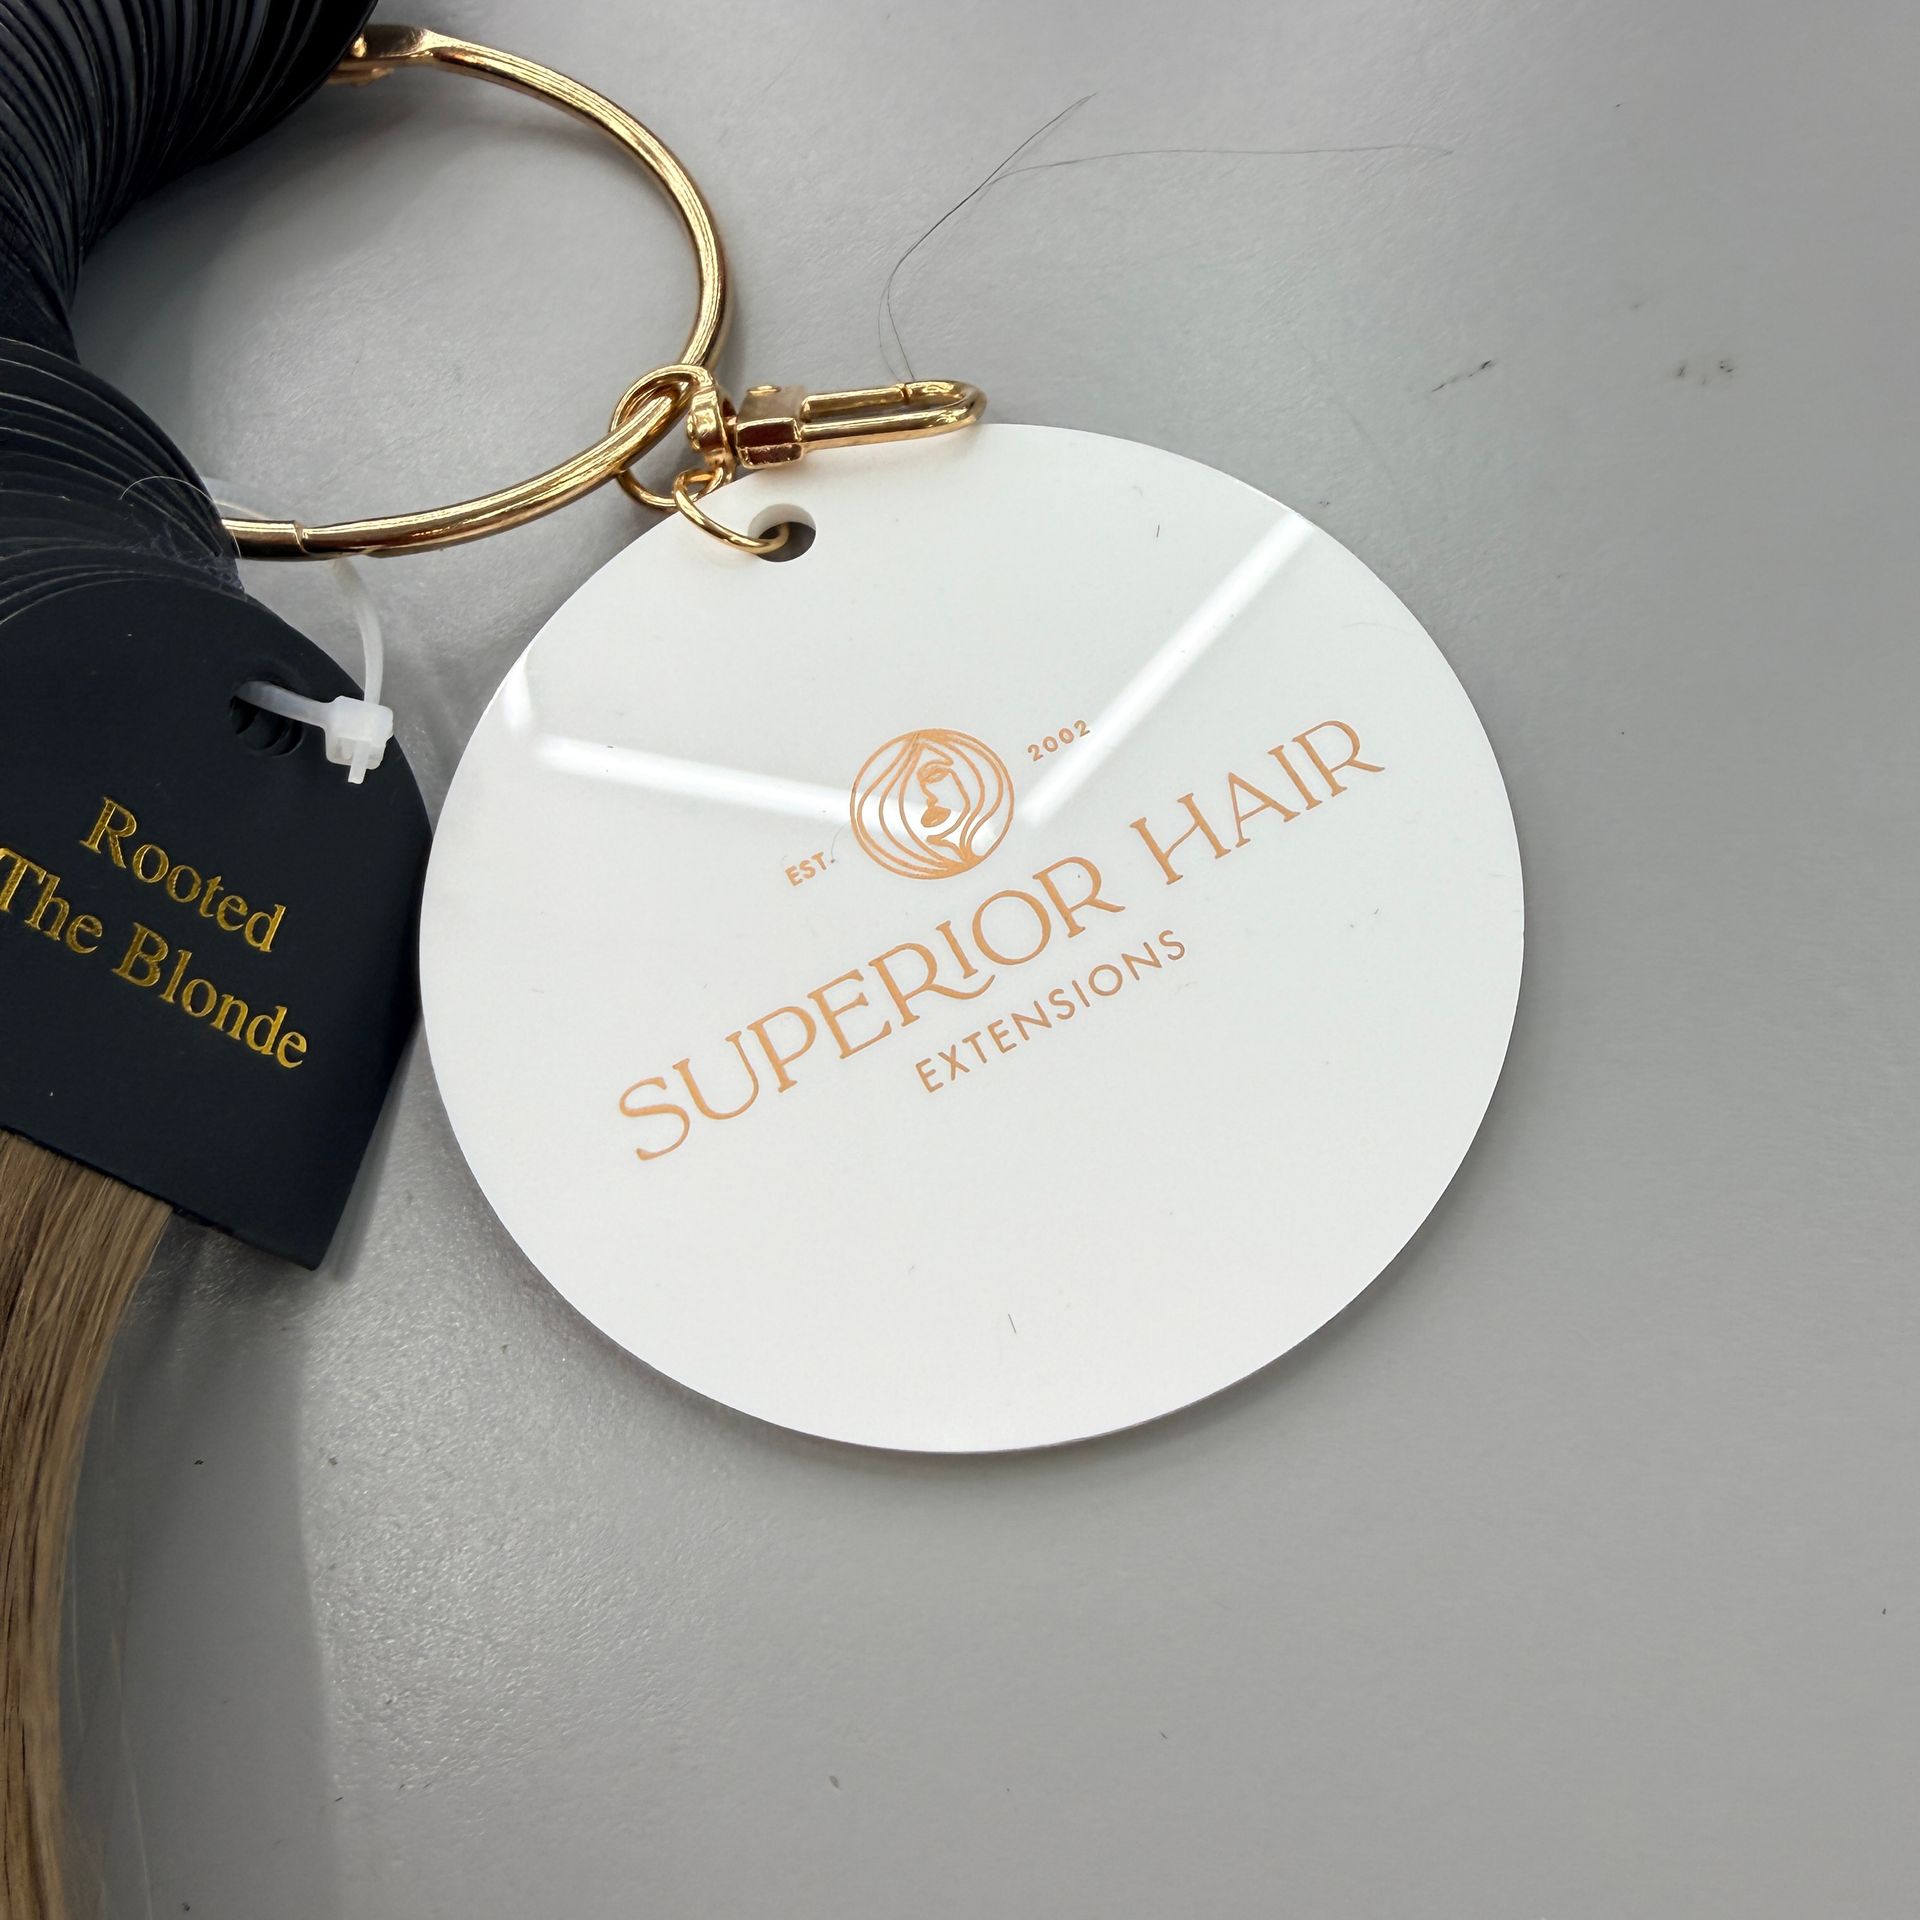 Rooted
The Blonde
EST. 2002
SUPERIOR HAIR
EXTENSIONS